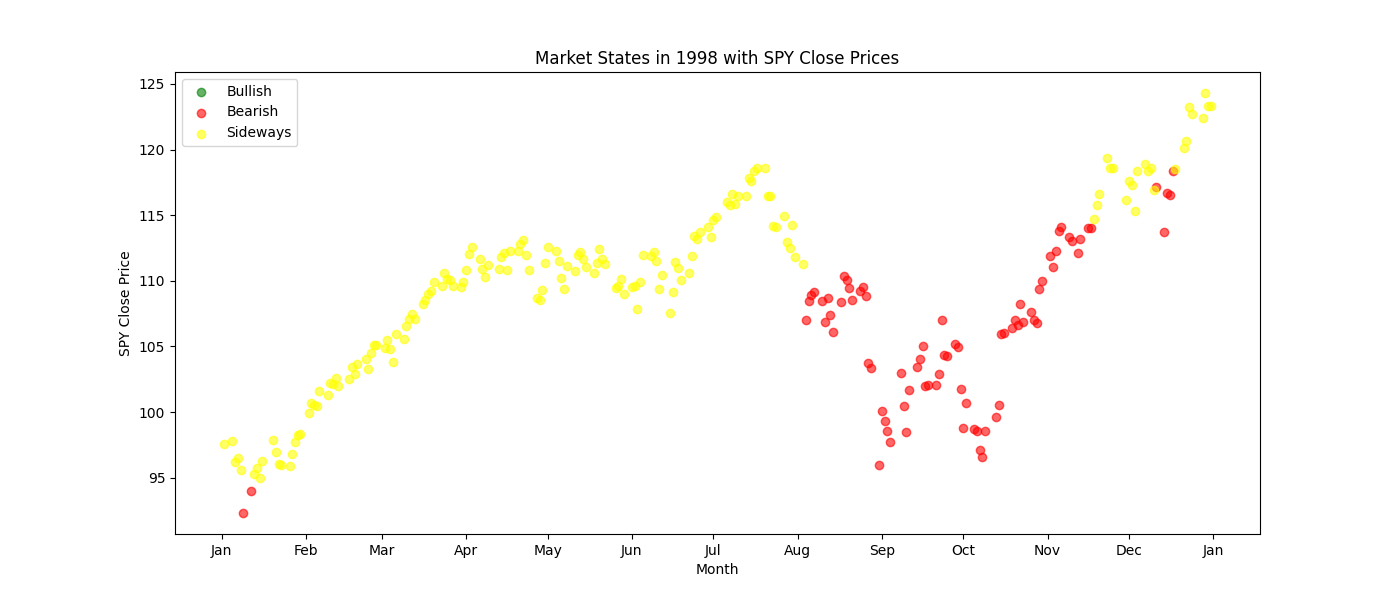 Market States in 1998 with SPY Close Prices
Bullish
Bearish
Sideways
SPY Close Price
125
120
115
110
105
100
95
Jan Feb Mar Apr May Jun Jul Aug Sep Oct Nov Dec Jan
Month